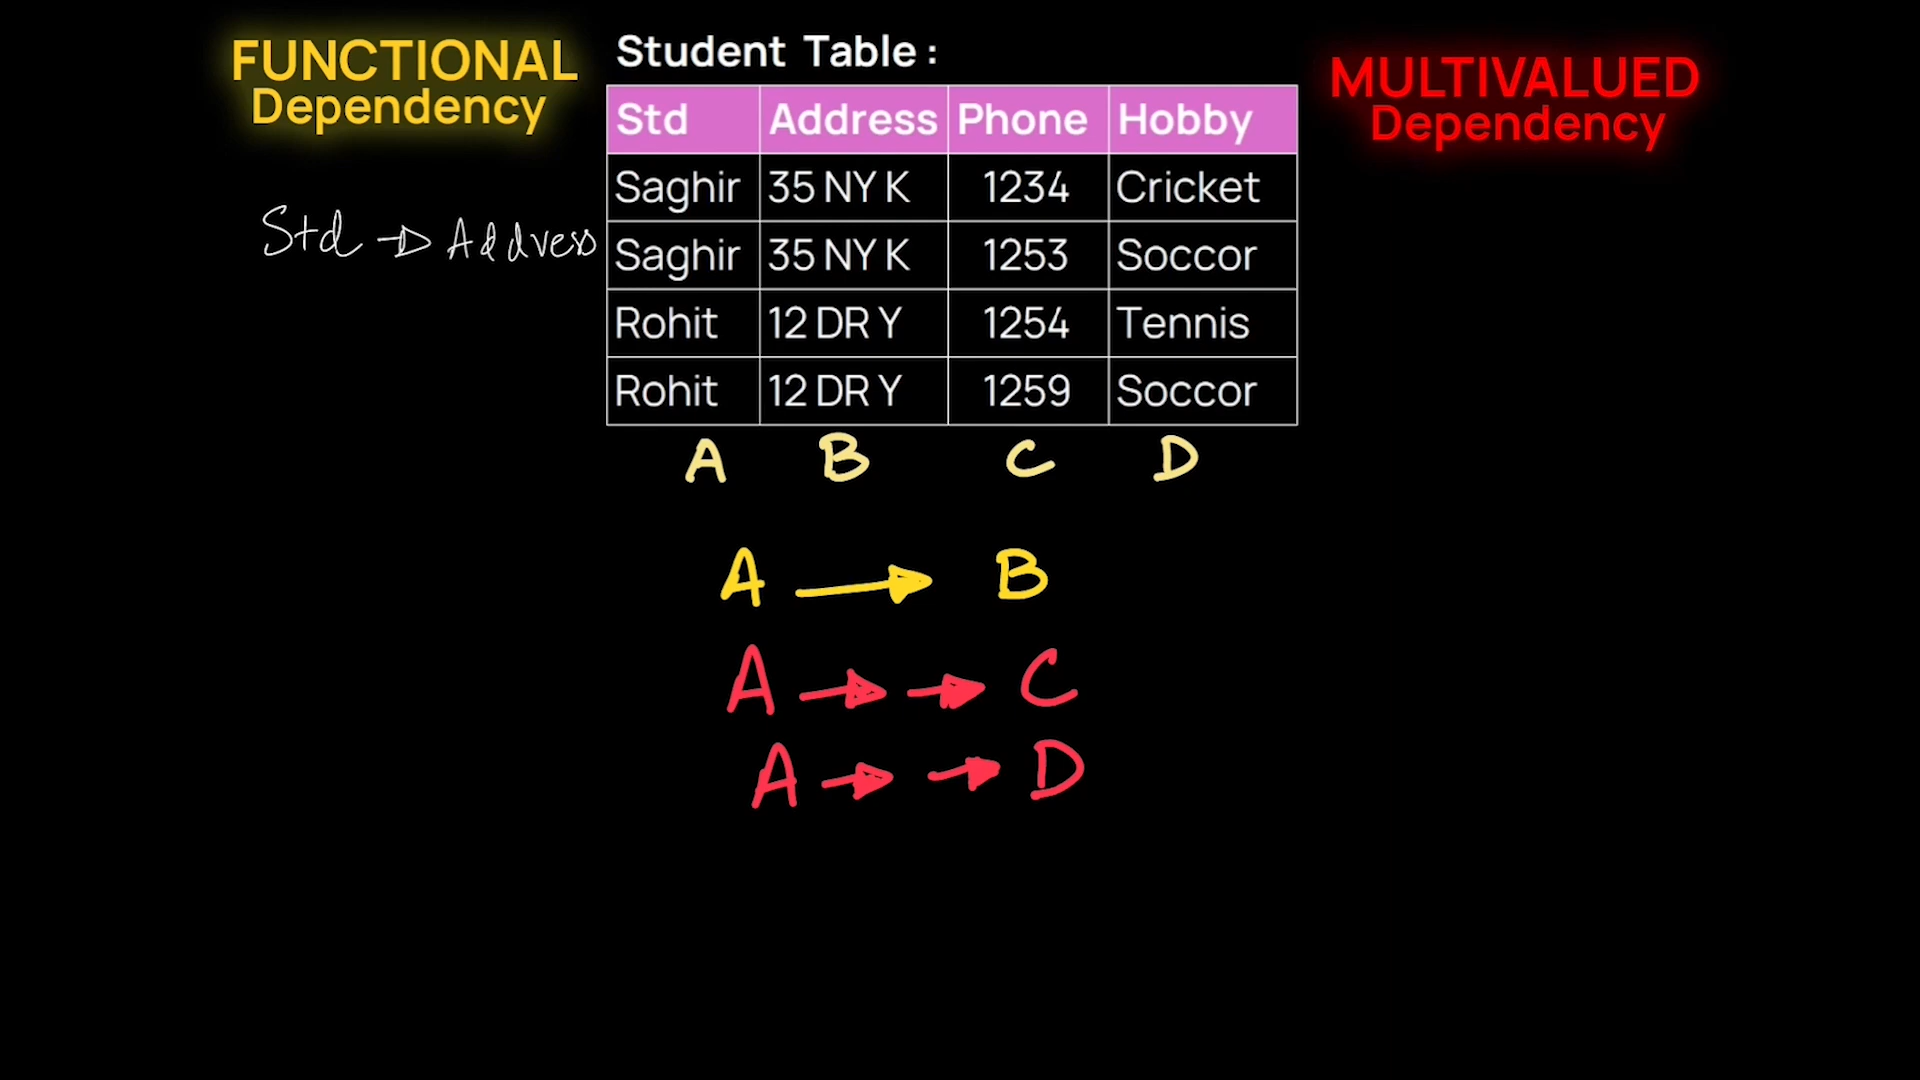 FUNCTIONAL
Dependency
Student Table :
MULTIVALUED
Dependency
Std Address Phone Hobby
Saghir 35 NY K 1234 Cricket
Saghir 35 NY K 1253 Soccor
Rohit 12 DR Y 1254 Tennis
Rohit 12 DR Y 1259 Soccor
Std → Address
A B C D
A → B
A →→ C
A →→ D